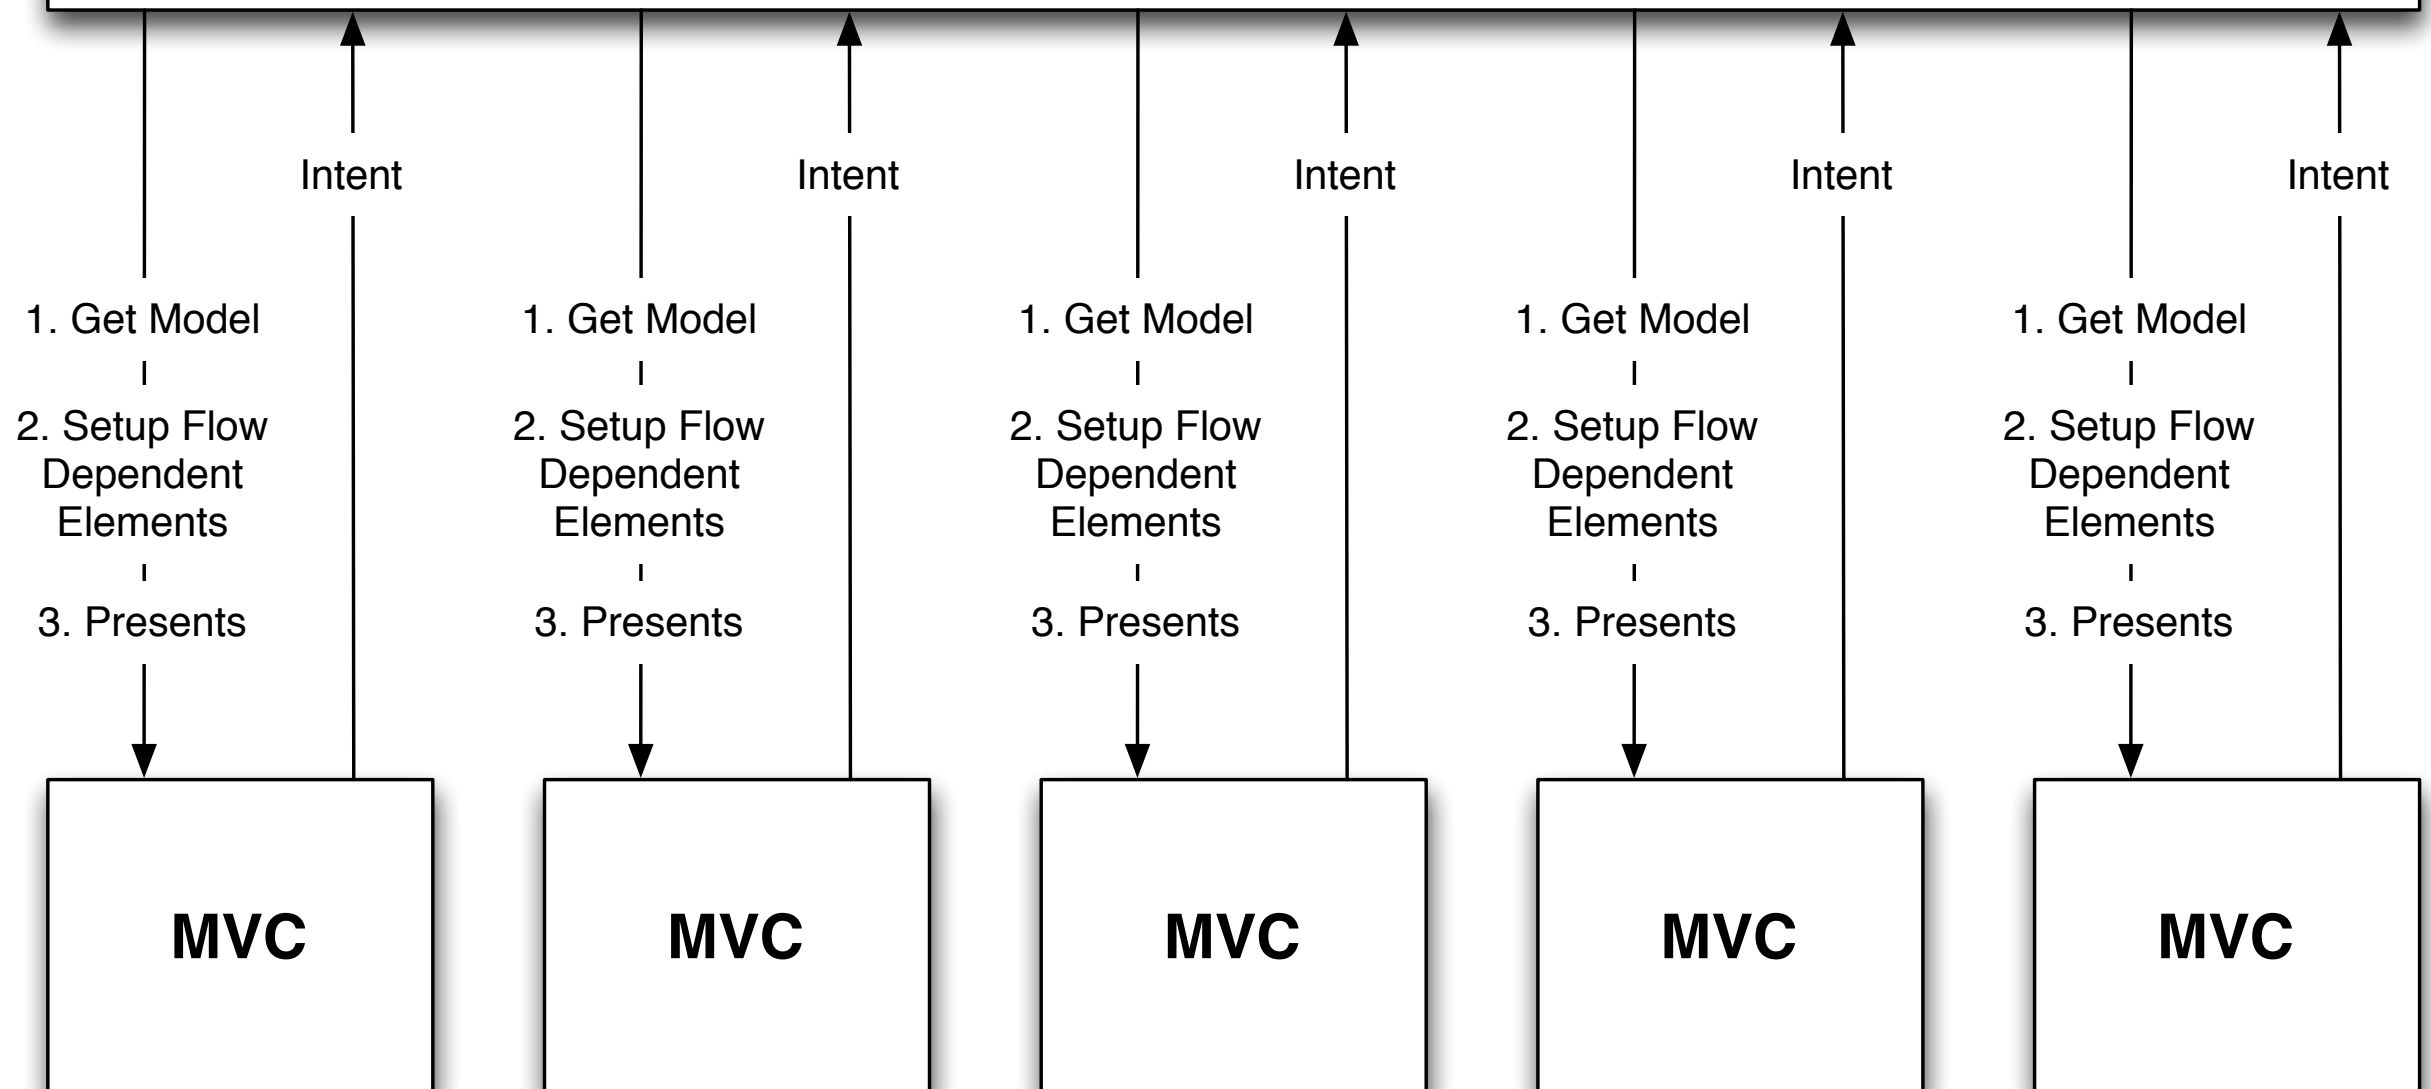 Intent Intent Intent Intent Intent
1. Get Model 1. Get Model 1. Get Model 1. Get Model 1. Get Model
2. Setup Flow 2. Setup Flow 2. Setup Flow 2. Setup Flow 2. Setup Flow
Dependent Dependent Dependent Dependent Dependent
Elements Elements Elements Elements Elements
3. Presents 3. Presents 3. Presents 3. Presents 3. Presents
MVC MVC MVC MVC MVC